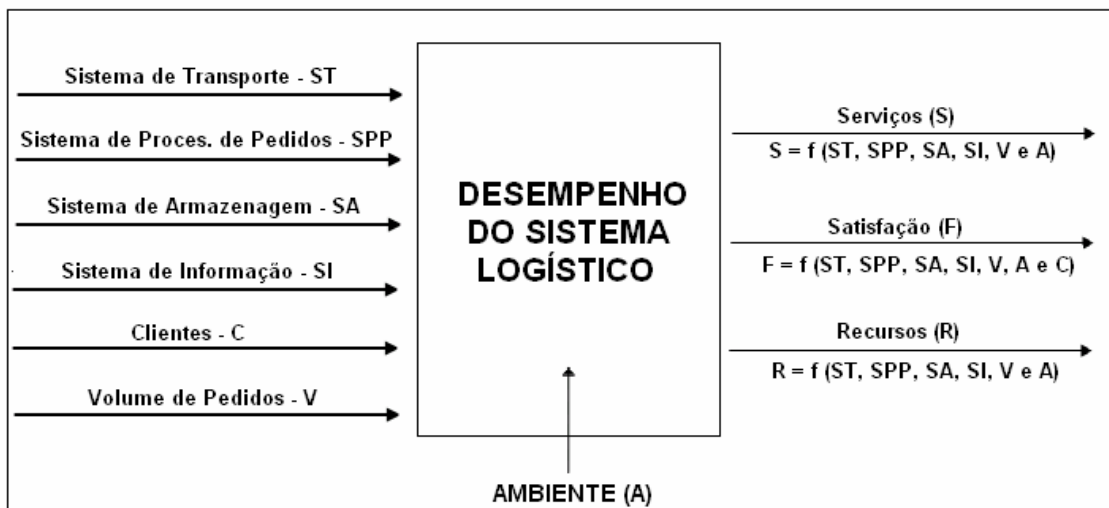 Sistema de Transporte - ST
Sistema de Proces. de Pedidos - SPP
Sistema de Armazenagem - SA
Sistema de Informação - SI
Clientes - C
Volume de Pedidos - V
DESEMPENHO
DO SISTEMA
LOGÍSTICO
AMBIENTE (A)
Serviços (S)
S = f (ST, SPP, SA, SI, V e A)
Satisfação (F)
F = f (ST, SPP, SA, SI, V, A e C)
Recursos (R)
R = f (ST, SPP, SA, SI, V e A)